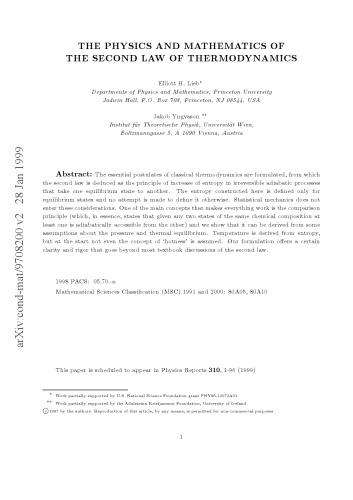 THE PHYSICS AND MATHEMATICS OF
THE SECOND LAW OF THERMODYNAMICS
Elliott H. Lieb*
Departments of Physics and Mathematics, Princeton University
Jadwin Hall, P.O. Box 708, Princeton, NJ 08544, USA
Jakob Yngvason **
Institut für Theoretische Physik, Universität Wien,
Boltzmanngasse 5, A 1090 Vienna, Austria
arXiv:cond-mat/9708200 v2 28 Jan 1999
Abstract: The essential postulates of classical thermodynamics are formulated, from which
the second law is deduced as the principle of increase of entropy in irreversible adiabatic processes
that take one equilibrium state to another. The entropy constructed here is defined only for
equilibrium states and no attempt is made to define it otherwise. Statistical mechanics does not
enter these considerations. One of the main concepts that makes everything work is the comparison
principle (which, in essence, states that given any two states of the same chemical composition at
least one is adiabatically accessible from the other) and we show that it can be derived from some
assumptions about the pressure and thermal equilibrium. Temperature is derived from entropy,
but at the start not even the concept of 'hotness' is assumed. Our formulation offers a certain
clarity and rigor that goes beyond most textbook discussions of the second law.
1998 PACS: 05.70.-a
Mathematical Sciences Classification (MSC) 1991 and 2000: 80A05, 80A10
This paper is scheduled to appear in Physics Reports 310, 1-96 (1999)
* Work partially supported by U.S. National Science Foundation grant
** Work partially supported by the Adalsteinn Kristjansson Foundation, University of Iceland.
©1997 by the authors. Reproduction of this article, by any means, is permitted for non-commercial purposes.
1